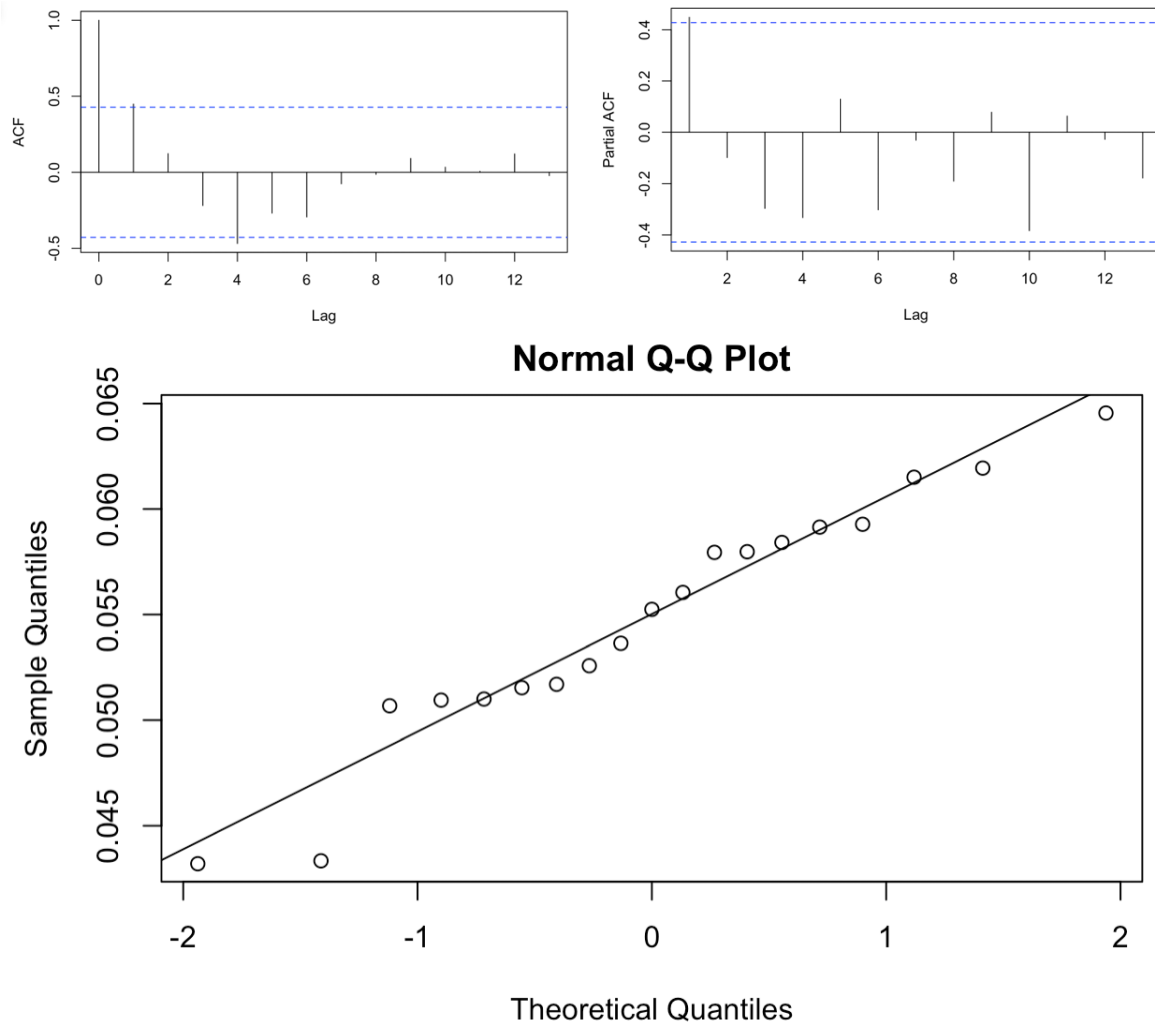 ACF
1.0
0.5
0.0
-0.5
0 2 4 6 8 10 12
Lag
Partial ACF
0.4
0.2
0.0
-0.2
-0.4
2 4 6 8 10 12
Lag
Normal Q-Q Plot
Sample Quantiles
0.065
0.060
0.055
0.050
0.045
-2 -1 0 1 2
Theoretical Quantiles